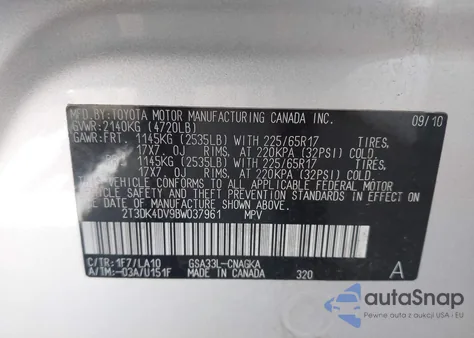 MFD.BY:TOYOTA MOTOR MANUFACTURING CANADA INC. 09/10
GVWR:2140KG (4720LB)
GAWR:FRT. 1145KG (2535LB) WITH 225/65R17 TIRES,
17X7.0J RIMS, AT 220KPA (32PSI) COLD.
RR. 1145KG (2535LB) WITH 225/65R17 TIRES,
17X7.0J RIMS, AT 220KPA (32PSI) COLD.
THIS VEHICLE CONFORMS TO ALL APPLICABLE FEDERAL MOTOR
VEHICLE SAFETY AND THEFT PREVENTION STANDARDS IN EFFECT ON
THE DATE OF MANUFACTURE SHOWN ABOVE.
2T3DK4DV9BW037961 MPV
C/TR:1F7/LA10 GSA33L-CNAGKA
A/TM:-03A/U151F MADE IN CANADA 320 A
autoSnap
Pewne auta z aukcji w USA i Kanadzie